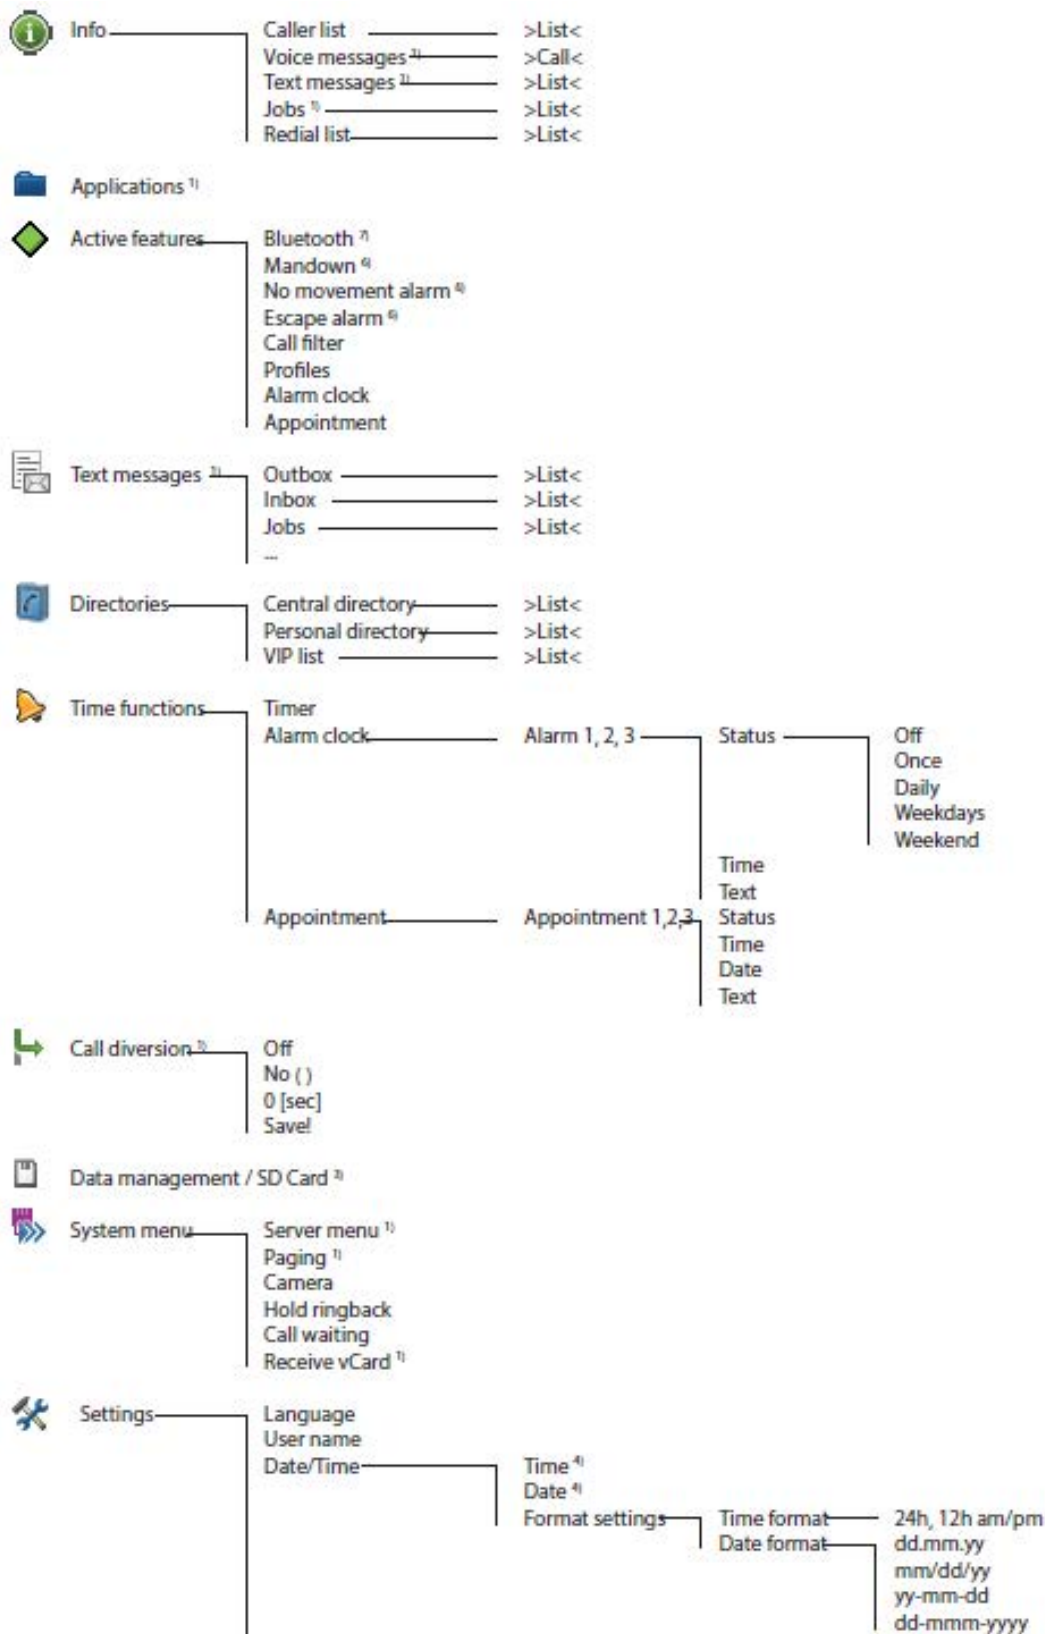 Info Caller list >List<
Voice messages 1) >Call<
Text messages 1) >List<
Jobs 1) >List<
Redial list >List<
Applications 1)
Active features Bluetooth 7)
Mandown 6)
No movement alarm 6)
Escape alarm 6)
Call filter
Profiles
Alarm clock
Appointment
Text messages Outbox >List<
Inbox >List<
Jobs >List<
...
Directories Central directory >List<
Personal directory >List<
VIP list >List<
Time functions Timer
Alarm clock Alarm 1, 2, 3 Status Off
Once
Daily
Weekdays
Weekend
Time
Text
Appointment Appointment 1,2,3 Status
Time
Date
Text
Call diversion 1) Off
No ( )
0 [sec]
Save!
Data management / SD Card
System menu Server menu 1)
Paging 1)
Camera
Hold ringback
Call waiting
Receive vCard 1)
Settings Language
User name
Date/Time Time 4)
Date 4)
Format settings Time format 24h, 12h am/pm
Date format dd.mm.yy
mm/dd/yy
yy-mm-dd
dd-mmm-yyyy